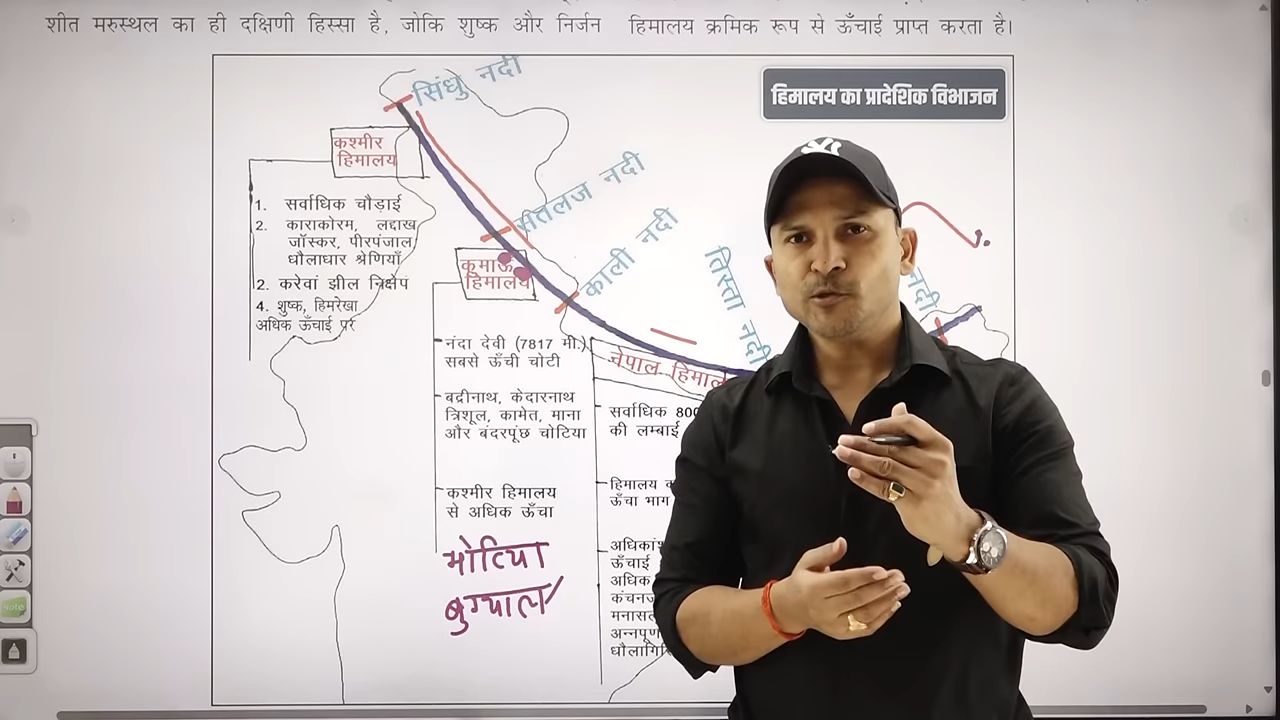 शीत मरुस्थल का ही दक्षिणी हिस्सा है, जोकि शुष्क और निर्जन हिमालय क्रमिक रूप से ऊँचाई प्राप्त करता है।
हिमालय का प्रादेशिक विभाजन
सिंधु नदी
कश्मीर
हिमालय
1. सर्वाधिक चौड़ाई
2. काराकोरम, लद्दाख
जॉस्कर, पीरपंजाल
धौलाधार श्रेणियाँ
2. करेवां झील निक्षेप
4. शुष्क, हिमरेखा
अधिक ऊँचाई पर
सतलज नदी
कुमाऊ
हिमालय
काली नदी
तिस्ता नदी
नदी
नंदा देवी (7817 मी.)
सबसे ऊँची चोटी
बद्रीनाथ, केदारनाथ
त्रिशूल, कामेत, माना
और बंदरपूंछ चोटिया
कश्मीर हिमालय
से अधिक ऊँचा
भोटिया
बुग्याल
नेपाल हिमाल
सर्वाधिक 800
की लम्बाई
हिमालय
ऊँचा भाग
अधिकांश
ऊँचाई
अधिक
कंचनज
मनासल
अन्नपूण
धौलागि